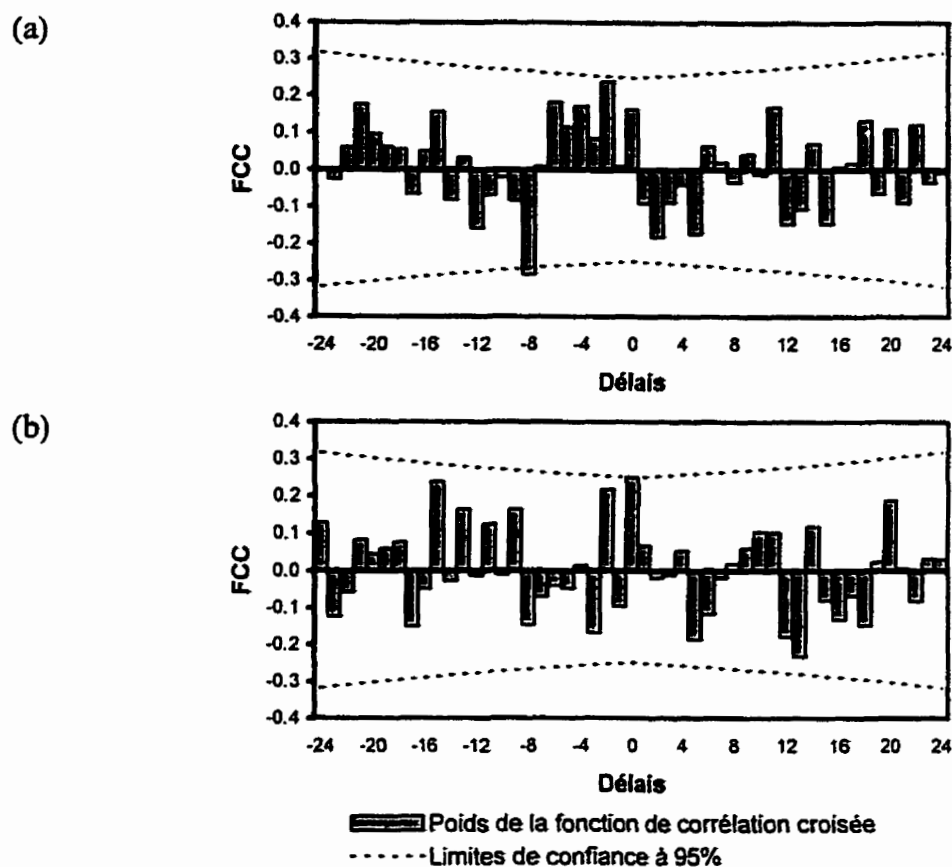 (a)
0.4
0.3
0.2
0.1
0.0
-0.1
-0.2
-0.3
-0.4
FCC
-24 -20 -16 -12 -8 -4 0 4 8 12 16 20 24
Délais
(b)
0.4
0.3
0.2
0.1
0.0
-0.1
-0.2
-0.3
-0.4
FCC
-24 -20 -16 -12 -8 -4 0 4 8 12 16 20 24
Délais
Poids de la fonction de corrélation croisée
Limites de confiance à 95%